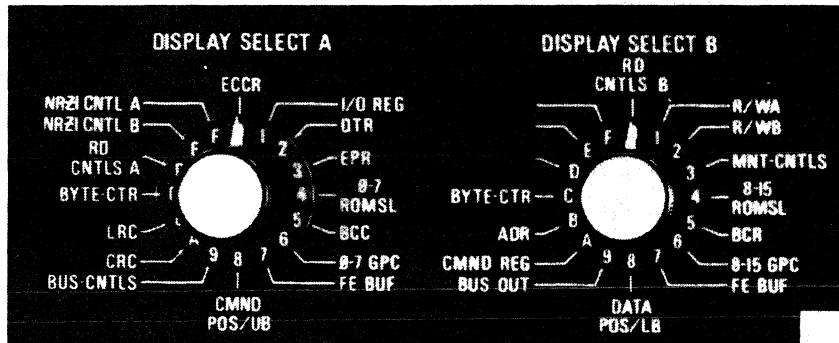 DISPLAY SELECT A
ECCR
NRZI CNTL A
I/O REG
NRZI CNTL B
DTR
RD
CNTLS A
EPR
BYTE-CTR
0-7
ROMSL
LRC
BCC
CRC
0-7 GPC
BUS-CNTLS
FE BUF
CMND
POS/UB
F 1 2 3 4 5 6 7 8 9 A
DISPLAY SELECT B
RD
CNTLS B
R/WA
R/WB
MNT-CNTLS
BYTE-CTR
8-15
ROMSL
ADR
BCR
CMND REG
8-15 GPC
BUS OUT
FE BUF
DATA
POS/LB
1 2 3 4 5 6 7 8 9 A B C D E F